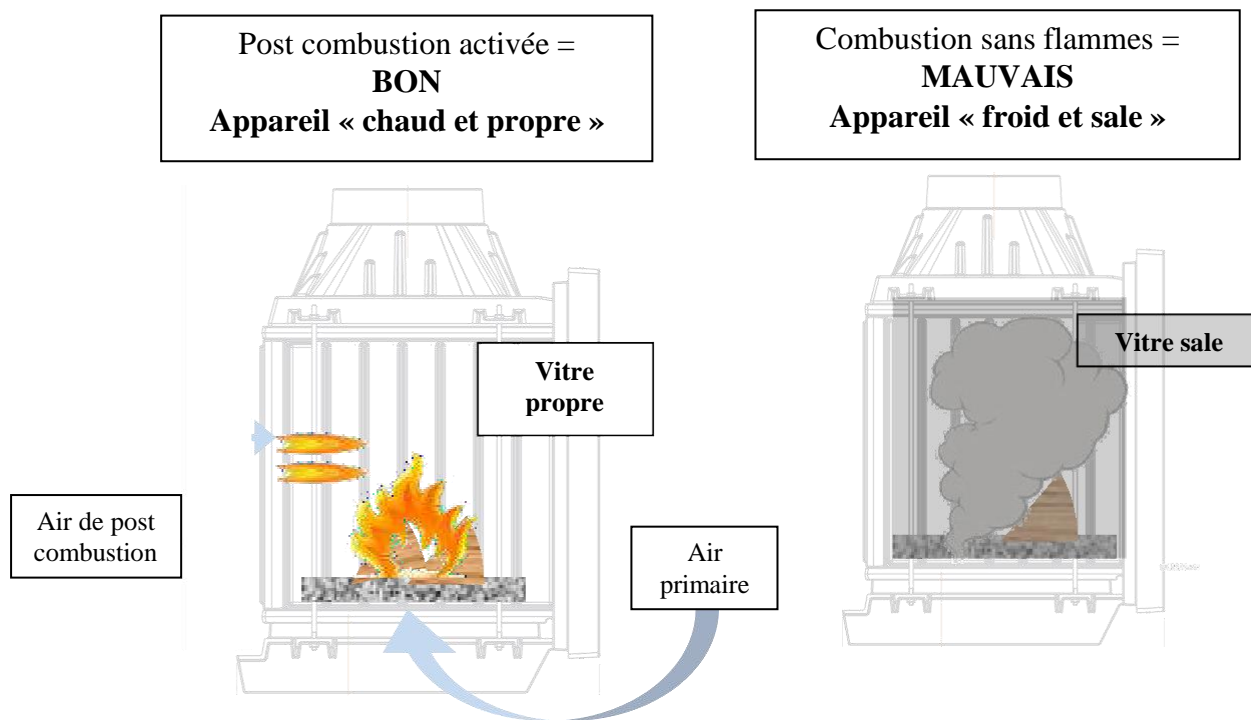 Post combustion activée =
BON
Appareil « chaud et propre »
Combustion sans flammes =
MAUVAIS
Appareil « froid et sale »
Vitre
propre
Vitre sale
Air de post
combustion
Air
primaire